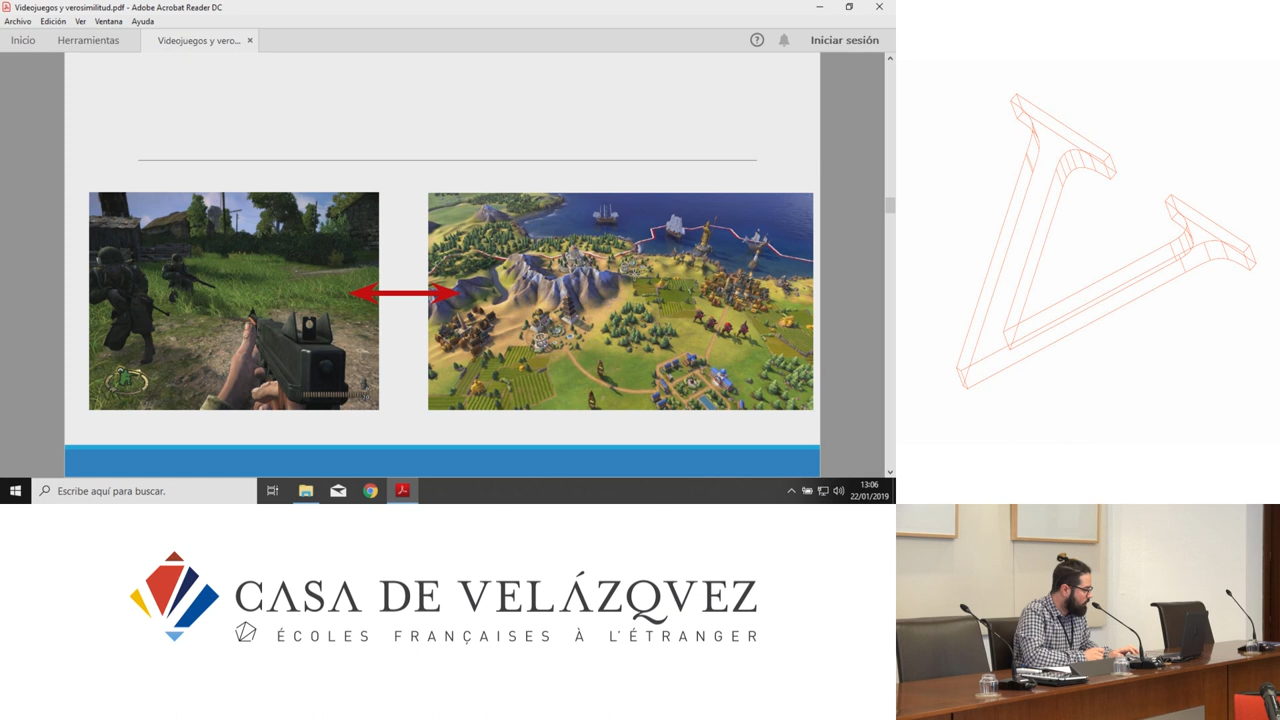 Videojuegos y verosimilitud.pdf - Adobe Acrobat Reader DC
Archivo Edición Ver Ventana Ayuda
Inicio Herramientas Videojuegos y vero... × Iniciar sesión
Escribe aquí para buscar.
13:06
22/01/2019
CASA DE VELÁZQVEZ
ÉCOLES FRANÇAISES À L'ÉTRANGER